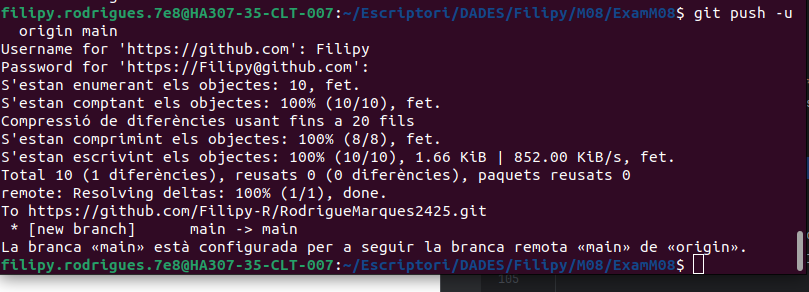 filipy.rodrigues.7e8@HA307-35-CLT-007:~/Escriptori/DADES/Filipy/M08/ExamM08$ git push -u
origin main
Username for 'https://github.com': Filipy
Password for 'https://Filipy@github.com':
S'estan enumerant els objectes: 10, fet.
S'estan comptant els objectes: 100% (10/10), fet.
Compressió de diferències usant fins a 20 fils
S'estan comprimint els objectes: 100% (8/8), fet.
S'estan escrivint els objectes: 100% (10/10), 1.66 KiB | 852.00 KiB/s, fet.
Total 10 (1 diferències), reusats 0 (0 diferències), paquets reusats 0
remote: Resolving deltas: 100% (1/1), done.
To https://github.com/Filipy-R/RodrigueMarques2425.git
 * [new branch]      main -> main
La branca «main» està configurada per a seguir la branca remota «main» de «origin».
filipy.rodrigues.7e8@HA307-35-CLT-007:~/Escriptori/DADES/Filipy/M08/ExamM08$
105